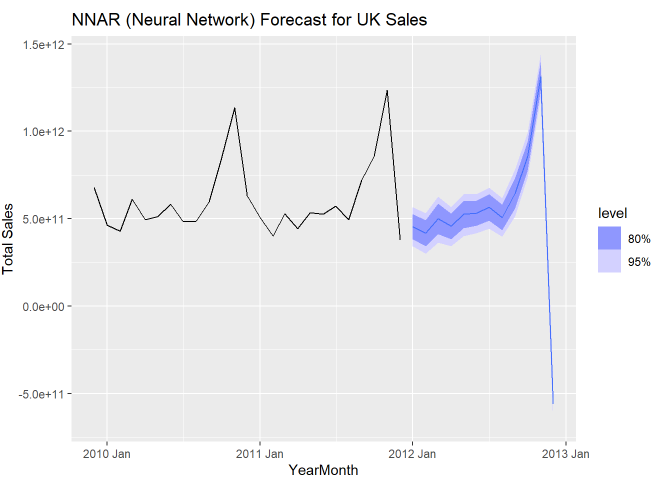 NNAR (Neural Network) Forecast for UK Sales
1.5e+12
1.0e+12
5.0e+11
0.0e+00
-5.0e+11
Total Sales
2010 Jan
2011 Jan
2012 Jan
2013 Jan
YearMonth
level
80%
95%